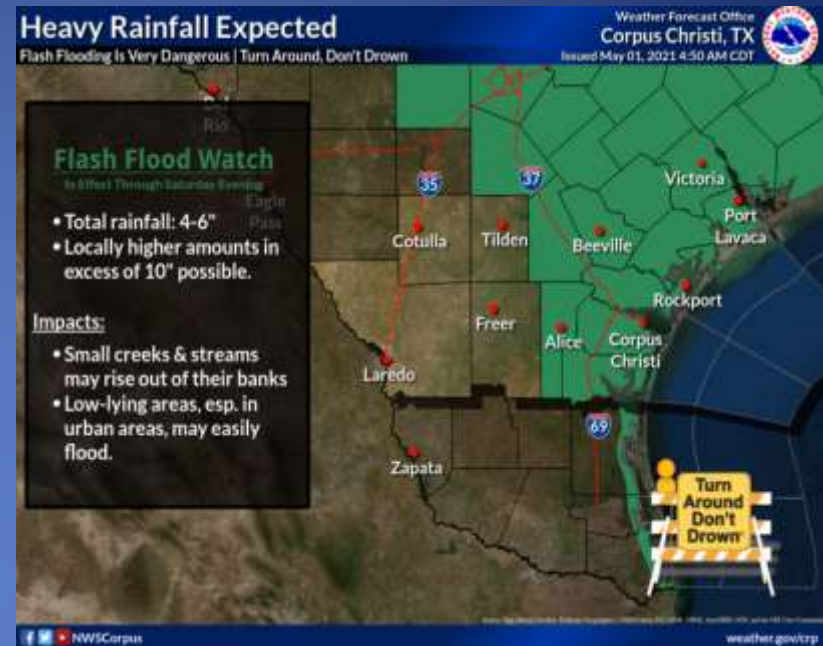 Heavy Rainfall Expected
Flash Flooding Is Very Dangerous | Turn Around, Don't Drown
Weather Forecast Office
Corpus Christi, TX
Issued May 01, 2021 4:50 AM CDT
Rio
Flash Flood Watch
In Effect Through Saturday Evening
Eagle
Pass
• Total rainfall: 4-6"
• Locally higher amounts in
excess of 10" possible.
Impacts:
• Small creeks & streams
may rise out of their banks
• Low-lying areas, esp. in
urban areas, may easily
flood.
35
37
Victoria
Port
Lavaca
Cotulla
Tilden
Beeville
Rockport
Freer
Alice
Corpus
Christi
Laredo
69
Zapata
Turn
Around
Don't
Drown
NWSCorpus
weather.gov/crp